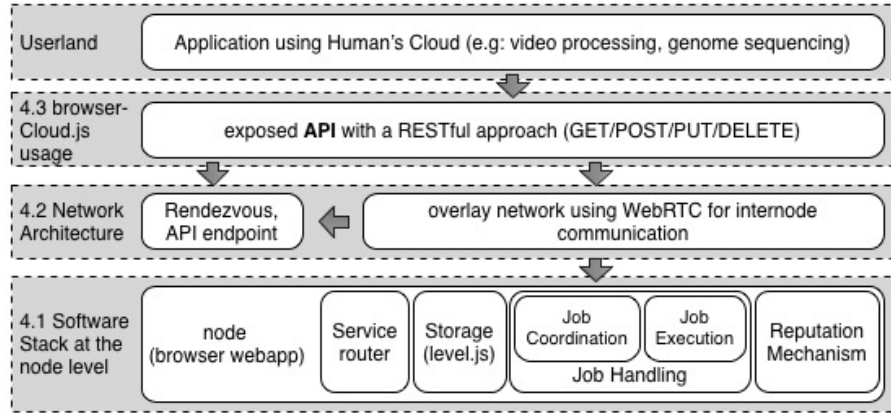 Userland
Application using Human's Cloud (e.g: video processing, genome sequencing)
4.3 browser-
Cloud.js
usage
exposed API with a RESTful approach (GET/POST/PUT/DELETE)
4.2 Network
Architecture
Rendezvous,
API endpoint
overlay network using WebRTC for internode
communication
4.1 Software
Stack at the
node level
node
(browser webapp)
Service
router
Storage
(level.js)
Job
Coordination
Job
Execution
Job Handling
Reputation
Mechanism